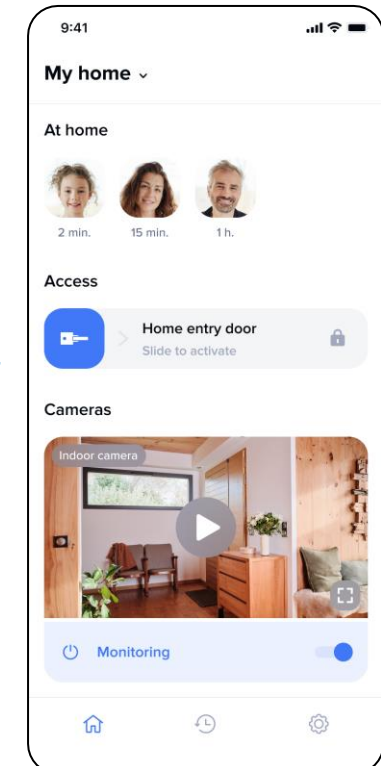 9:41
My home
At home
2 min.
15 min.
1 h.
Access
Home entry door
Slide to activate
Cameras
Indoor camera
Monitoring